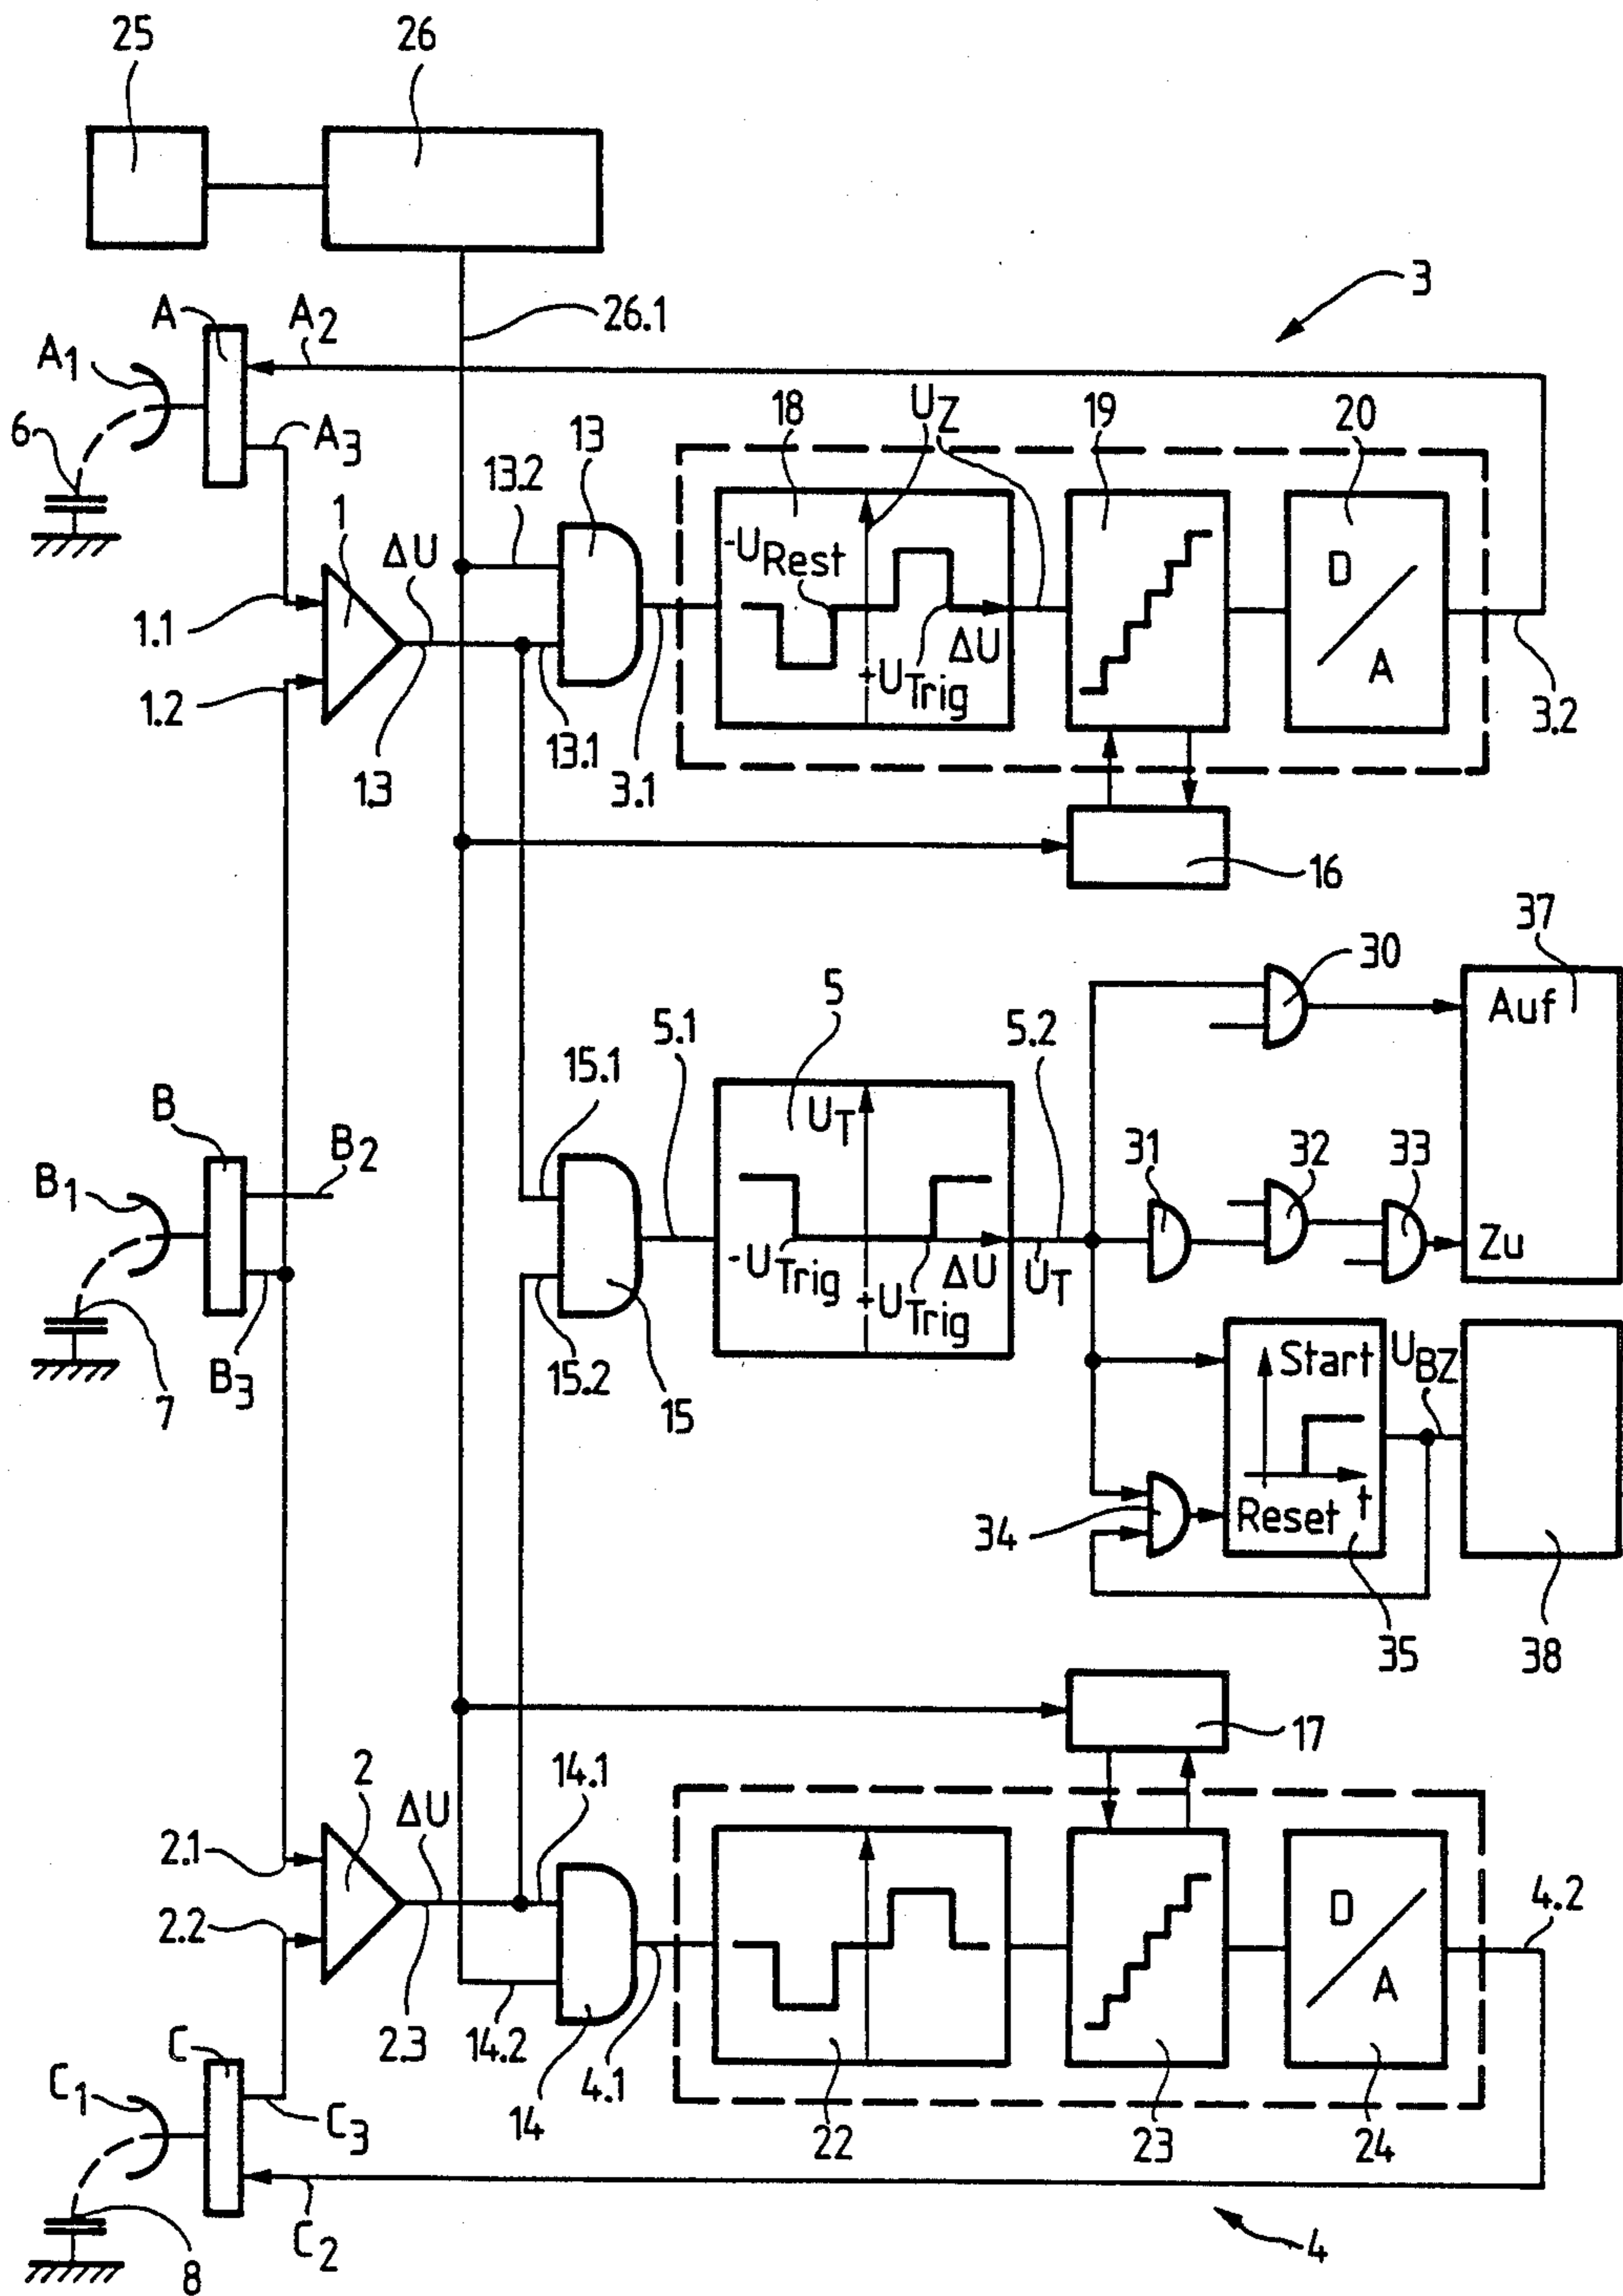 25
26
3
26.1
A
A2
A1
6
A3
13
13.2
18
UZ
19
20
1
ΔU
-URest
D
A
1.1
1.2
1.3
13.1
3.1
+UTrig
ΔU
3.2
16
37
30
Auf
5
5.1
5.2
15.1
UT
B
B2
B1
31
32
33
-UTrig
+UTrig
ΔU
UT
Zu
7
B3
15.2
15
Start
UBZ
34
Reset
t
35
38
17
2
ΔU
14.1
2.1
2.2
D
A
4.2
2.3
14.2
14
4.1
22
23
24
C
C1
C3
C2
8
4